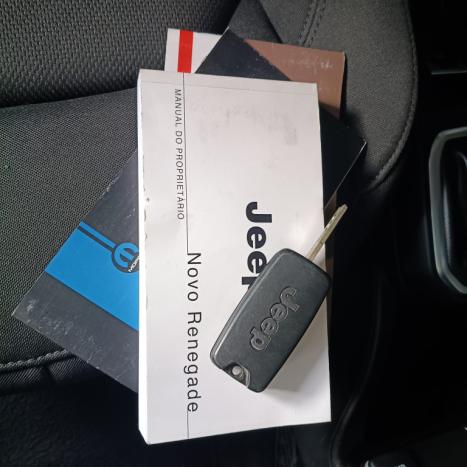 MANUAL DO PROPRIETÁRIO
Jeep
Novo Renegade
Jeep